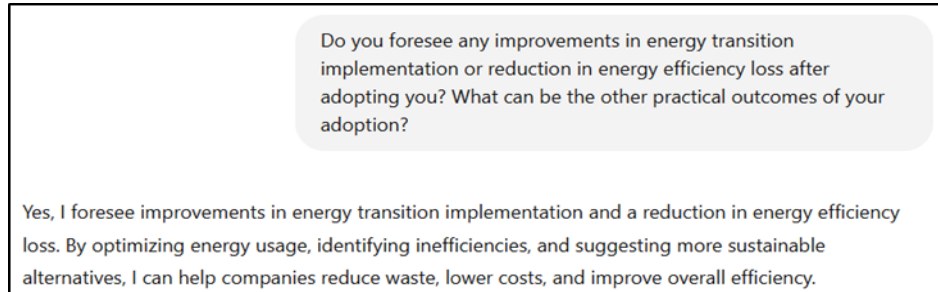 Do you foresee any improvements in energy transition
implementation or reduction in energy efficiency loss after
adopting you? What can be the other practical outcomes of your
adoption?
Yes, I foresee improvements in energy transition implementation and a reduction in energy efficiency
loss. By optimizing energy usage, identifying inefficiencies, and suggesting more sustainable
alternatives, I can help companies reduce waste, lower costs, and improve overall efficiency.